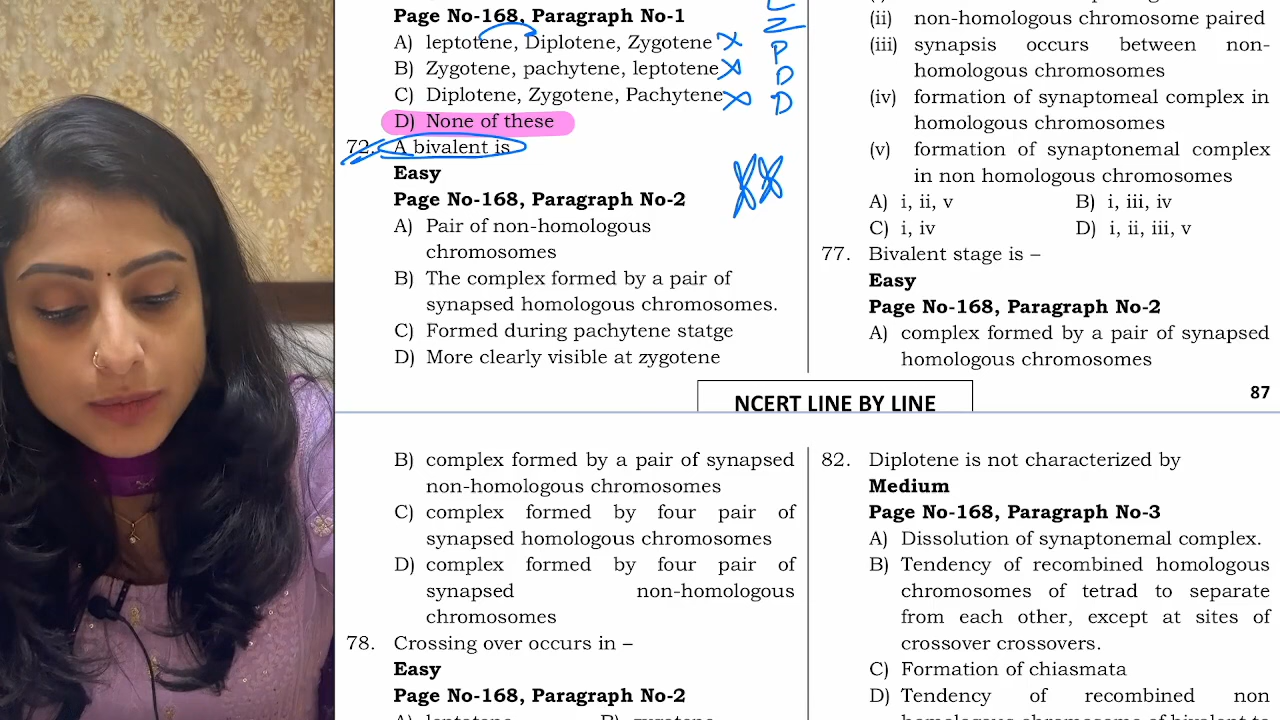 Page No-168, Paragraph No-1
A) leptotene, Diplotene, Zygotene
B) Zygotene, pachytene, leptotene
C) Diplotene, Zygotene, Pachytene
D) None of these
Z
P
D
D
72. A bivalent is
Easy
Page No-168, Paragraph No-2
A) Pair of non-homologous
chromosomes
B) The complex formed by a pair of
synapsed homologous chromosomes.
C) Formed during pachytene statge
D) More clearly visible at zygotene
(ii) non-homologous chromosome paired
(iii) synapsis occurs between non-
homologous chromosomes
(iv) formation of synaptomeal complex in
homologous chromosomes
(v) formation of synaptonemal complex
in non homologous chromosomes
A) i, ii, v B) i, iii, iv
C) i, iv D) i, ii, iii, v
77. Bivalent stage is –
Easy
Page No-168, Paragraph No-2
A) complex formed by a pair of synapsed
homologous chromosomes
87
NCERT LINE BY LINE
B) complex formed by a pair of synapsed
non-homologous chromosomes
C) complex formed by four pair of
synapsed homologous chromosomes
D) complex formed by four pair of
synapsed non-homologous
chromosomes
78. Crossing over occurs in –
Easy
Page No-168, Paragraph No-2
82. Diplotene is not characterized by
Medium
Page No-168, Paragraph No-3
A) Dissolution of synaptonemal complex.
B) Tendency of recombined homologous
chromosomes of tetrad to separate
from each other, except at sites of
crossover crossovers.
C) Formation of chiasmata
D) Tendency of recombined non